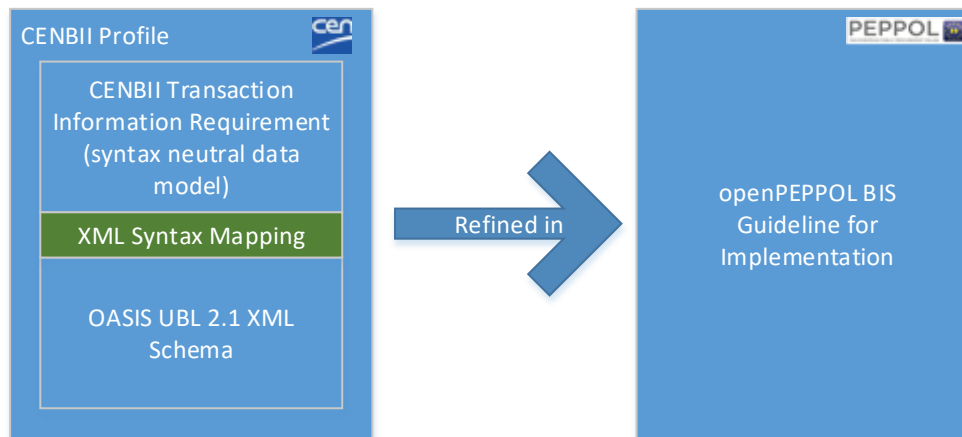 CENBII Profile
cen
CENBII Transaction
Information Requirement
(syntax neutral data
model)
XML Syntax Mapping
OASIS UBL 2.1 XML
Schema
Refined in
PEPPOL
openPEPPOL BIS
Guideline for
Implementation